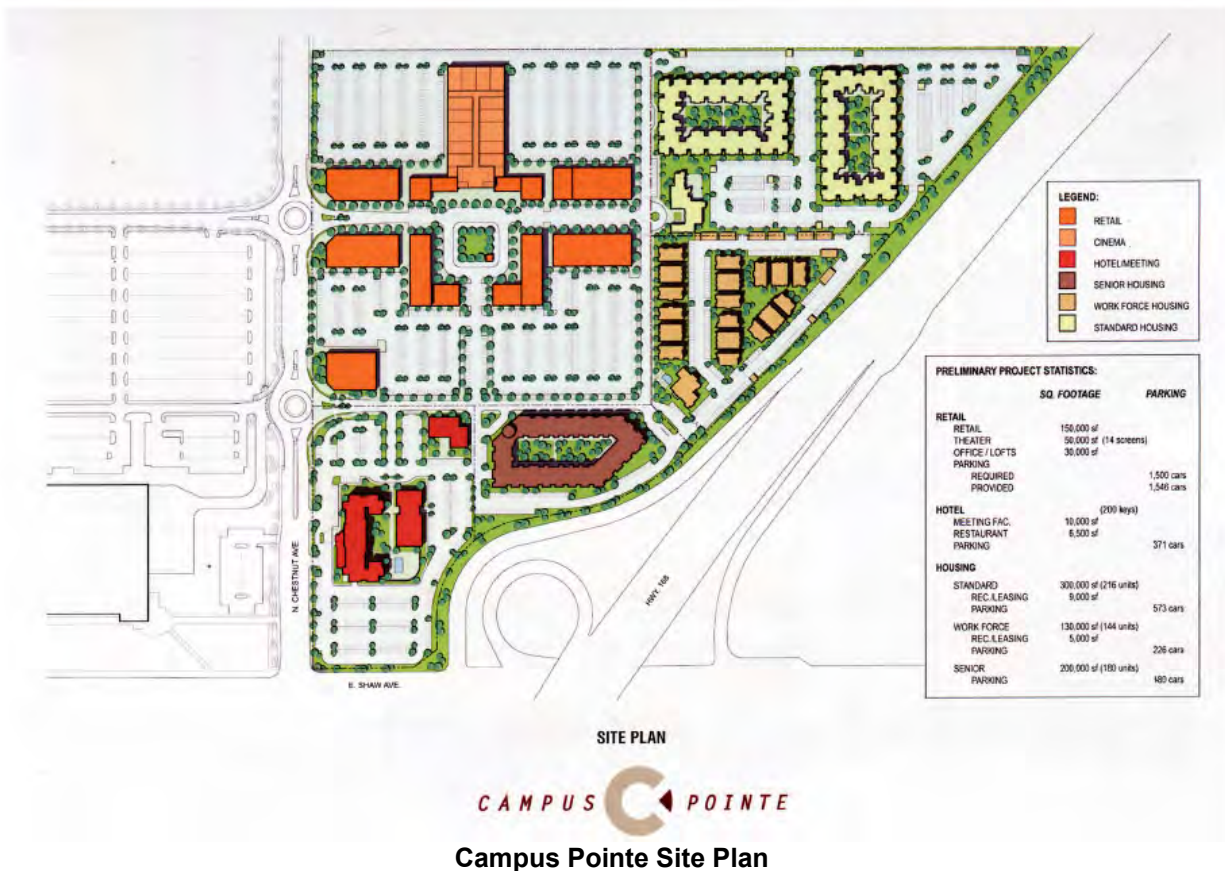 LEGEND:
RETAIL
CINEMA
HOTEL/MEETING
SENIOR HOUSING
WORK FORCE HOUSING
STANDARD HOUSING
PRELIMINARY PROJECT STATISTICS:
SQ. FOOTAGE PARKING
RETAIL
RETAIL 150,000 sf
THEATER 50,000 sf (14 screens)
OFFICE / LOFTS 30,000 sf
PARKING
REQUIRED 1,500 cars
PROVIDED 1,546 cars
HOTEL (200 keys)
MEETING FAC. 10,000 sf
RESTAURANT 6,500 sf
PARKING 371 cars
HOUSING
STANDARD 300,000 sf (216 units)
REC./LEASING 9,000 sf
PARKING 573 cars
WORK FORCE 130,000 sf (144 units)
REC./LEASING 5,000 sf
PARKING 226 cars
SENIOR 200,000 sf (180 units)
PARKING 180 cars
N. CHESTNUT AVE.
HWY. 168
E. SHAW AVE.
SITE PLAN
CAMPUS POINTE
Campus Pointe Site Plan